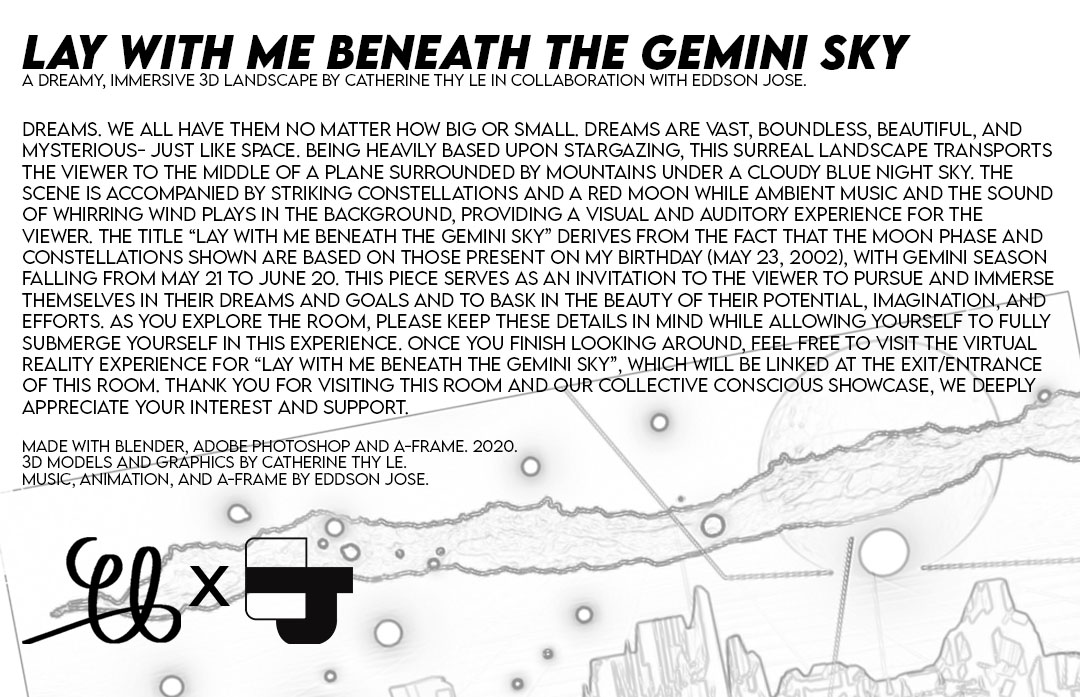 LAY WITH ME BENEATH THE GEMINI SKY
A DREAMY, IMMERSIVE 3D LANDSCAPE BY CATHERINE THY LE IN COLLABORATION WITH EDDSON JOSE.
DREAMS. WE ALL HAVE THEM NO MATTER HOW BIG OR SMALL. DREAMS ARE VAST, BOUNDLESS, BEAUTIFUL, AND
MYSTERIOUS- JUST LIKE SPACE. BEING HEAVILY BASED UPON STARGAZING, THIS SURREAL LANDSCAPE TRANSPORTS
THE VIEWER TO THE MIDDLE OF A PLANE SURROUNDED BY MOUNTAINS UNDER A CLOUDY BLUE NIGHT SKY. THE
SCENE IS ACCOMPANIED BY STRIKING CONSTELLATIONS AND A RED MOON WHILE AMBIENT MUSIC AND THE SOUND
OF WHIRRING WIND PLAYS IN THE BACKGROUND, PROVIDING A VISUAL AND AUDITORY EXPERIENCE FOR THE
VIEWER. THE TITLE “LAY WITH ME BENEATH THE GEMINI SKY” DERIVES FROM THE FACT THAT THE MOON PHASE AND
CONSTELLATIONS SHOWN ARE BASED ON THOSE PRESENT ON MY BIRTHDAY (MAY 23, 2002), WITH GEMINI SEASON
FALLING FROM MAY 21 TO JUNE 20. THIS PIECE SERVES AS AN INVITATION TO THE VIEWER TO PURSUE AND IMMERSE
THEMSELVES IN THEIR DREAMS AND GOALS AND TO BASK IN THE BEAUTY OF THEIR POTENTIAL, IMAGINATION, AND
EFFORTS. AS YOU EXPLORE THE ROOM, PLEASE KEEP THESE DETAILS IN MIND WHILE ALLOWING YOURSELF TO FULLY
SUBMERGE YOURSELF IN THIS EXPERIENCE. ONCE YOU FINISH LOOKING AROUND, FEEL FREE TO VISIT THE VIRTUAL
REALITY EXPERIENCE FOR “LAY WITH ME BENEATH THE GEMINI SKY”, WHICH WILL BE LINKED AT THE EXIT/ENTRANCE
OF THIS ROOM. THANK YOU FOR VISITING THIS ROOM AND OUR COLLECTIVE CONSCIOUS SHOWCASE, WE DEEPLY
APPRECIATE YOUR INTEREST AND SUPPORT.
MADE WITH BLENDER, ADOBE PHOTOSHOP AND A-FRAME. 2020.
3D MODELS AND GRAPHICS BY CATHERINE THY LE.
MUSIC, ANIMATION, AND A-FRAME BY EDDSON JOSE.
X